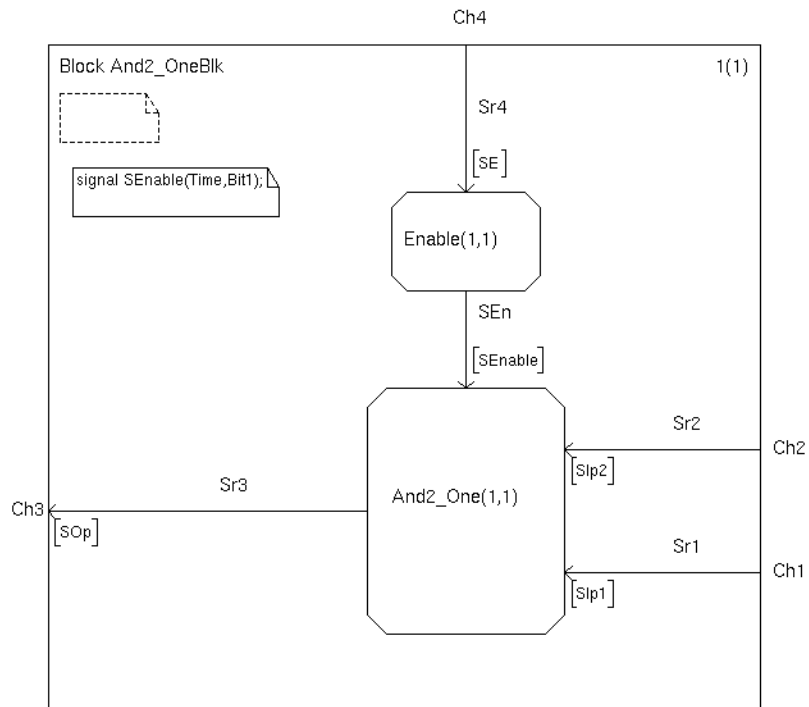 Ch4
Block And2_OneBlk
1(1)
Sr4
[SE]
signal SEnable(Time,Bit1);
Enable(1,1)
SEn
[SEnable]
Sr2
Ch2
[SIp2]
Sr3
And2_One(1,1)
Ch3
[SOp]
Sr1
Ch1
[SIp1]